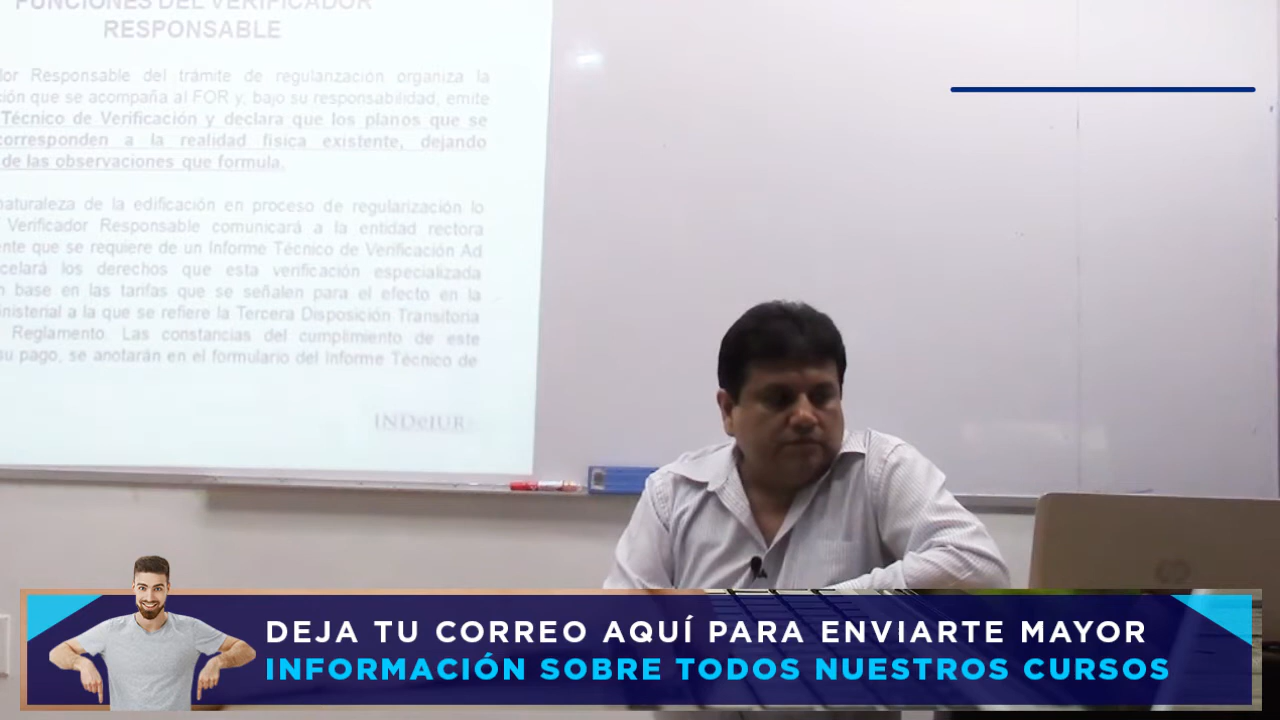 FUNCIONES DEL VERIFICADOR
RESPONSABLE
Responsable del trámite de regularización organiza la
que se acompaña al FOR y, bajo su responsabilidad, emite
Técnico de Verificación y declara que los planos que se
corresponden a la realidad física existente, dejando
de las observaciones que formula.
naturaleza de la edificación en proceso de regularización lo
Verificador Responsable comunicará a la entidad rectora
que se requiere de un Informe Técnico de Verificación Ad
los derechos que esta verificación especializada
base en las tarifas que se señalen para el efecto en la
a la que se refiere la Tercera Disposición Transitoria
Reglamento. Las constancias del cumplimiento de este
su pago, se anotarán en el formulario del Informe Técnico de
INDeIUR
DEJA TU CORREO AQUÍ PARA ENVIARTE MAYOR
INFORMACIÓN SOBRE TODOS NUESTROS CURSOS